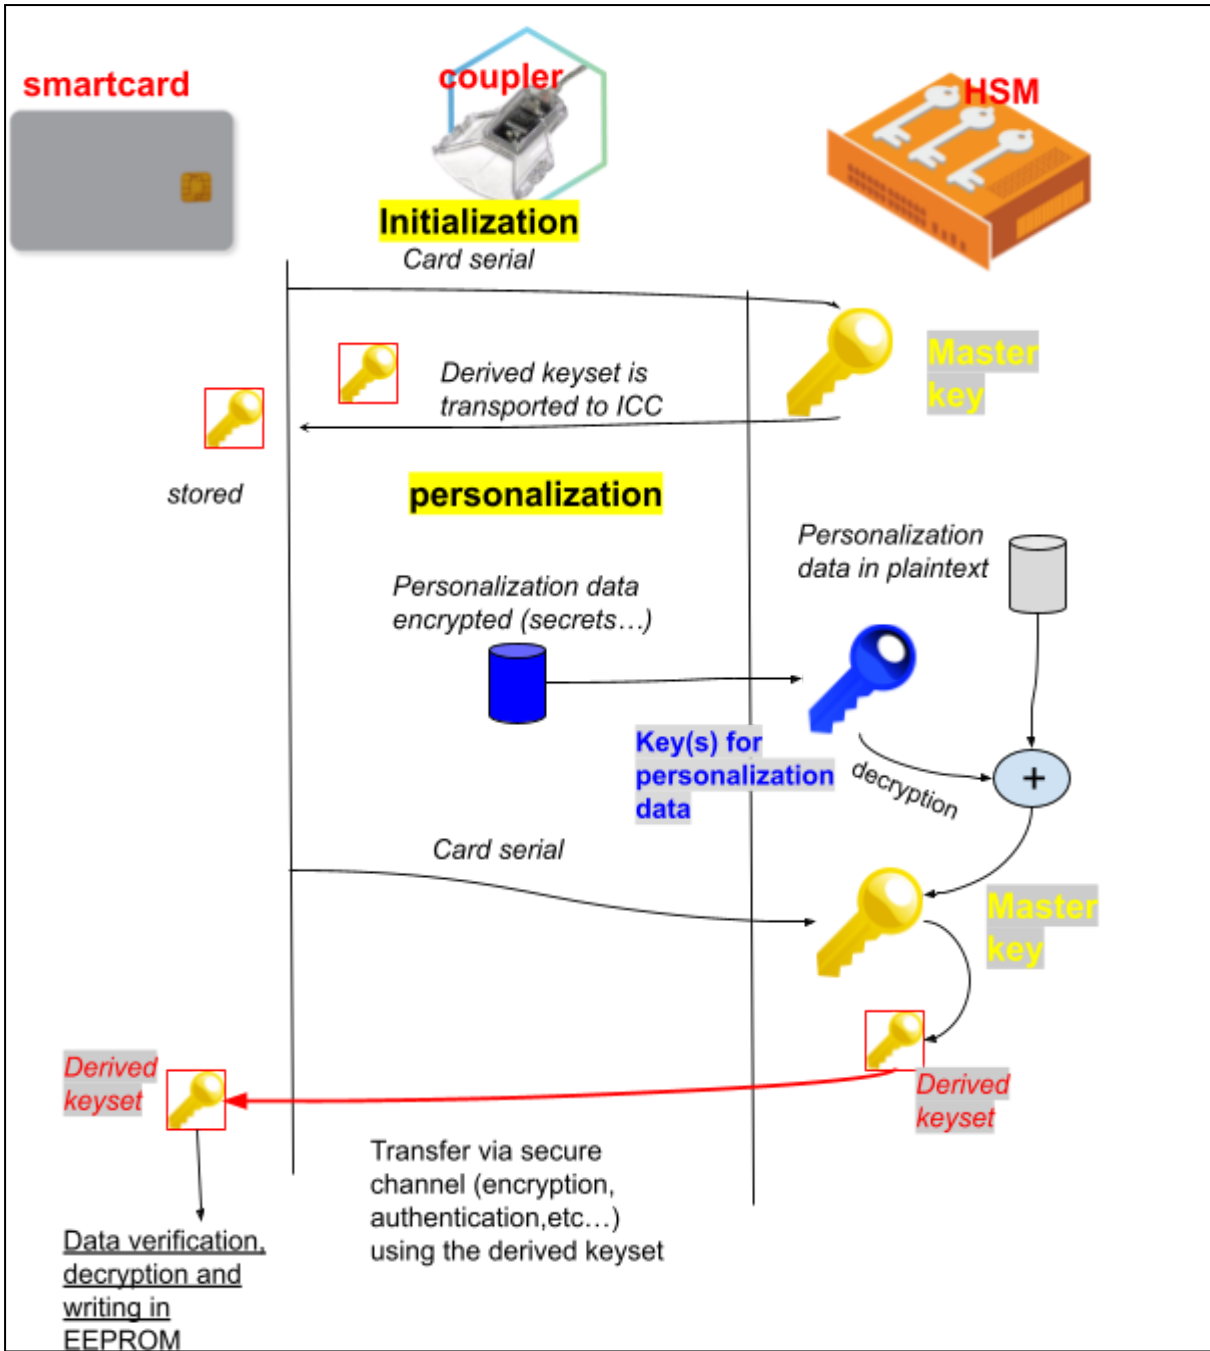 smartcard
coupler
HSM
Initialization
Card serial
Master
key
Derived keyset is
transported to ICC
stored
personalization
Personalization
data in plaintext
Personalization data
encrypted (secrets...)
Key(s) for
personalization
data
decryption
+
Card serial
Master
key
Derived
keyset
Derived
keyset
Transfer via secure
channel (encryption,
authentication,etc...)
using the derived keyset
Data verification,
decryption and
writing in
EEPROM